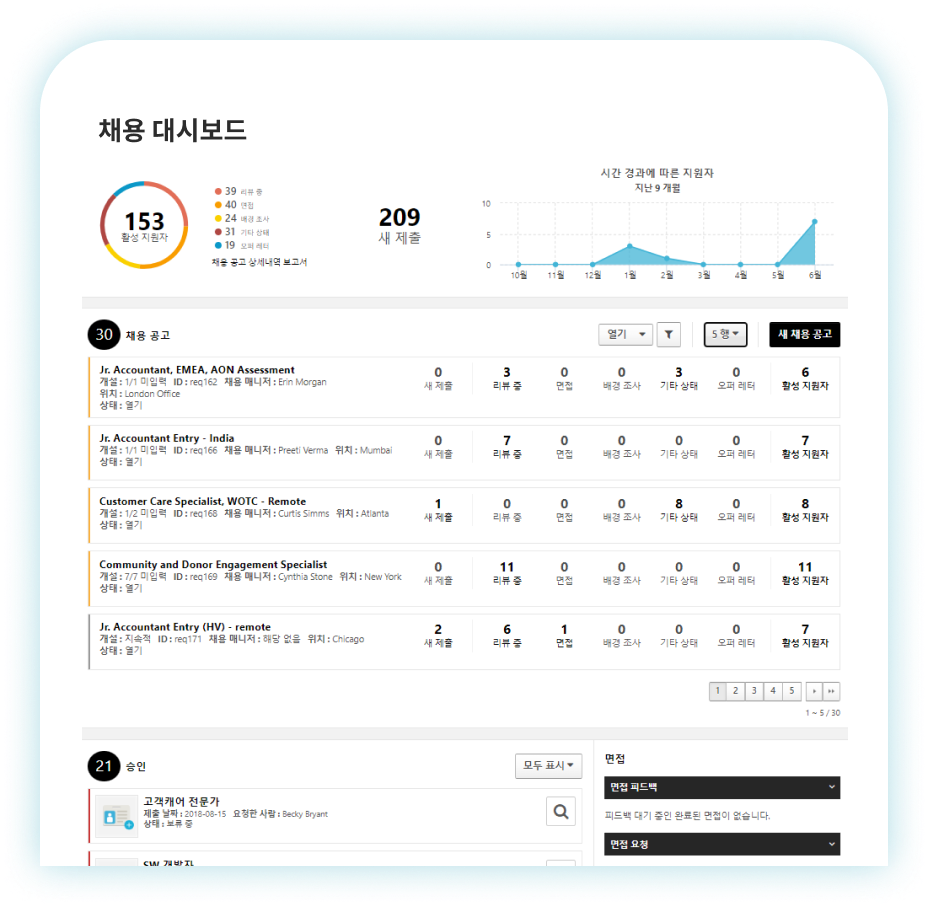 채용 대시보드
153
활성 지원자
39 리뷰 중
40 면접
24 배경 조사
31 기타 상태
19 오퍼 레터
채용 공고 상세내역 보고서
209
새 제출
시간 경과에 따른 지원자
지난 9 개월
10
5
0
10월 11월 12월 1월 2월 3월 4월 5월 6월
30 채용 공고
열기
5 행
새 채용 공고
Jr. Accountant, EMEA, AON Assessment
개설 : 1/1 미입력 ID : req162 채용 매니저 : Erin Morgan
위치 : London Office
상태 : 열기
0 3 0 0 3 0 6
새 제출 리뷰 중 면접 배경 조사 기타 상태 오퍼 레터 활성 지원자
Jr. Accountant Entry - India
개설 : 1/1 미입력 ID : req166 채용 매니저 : Preeti Verma 위치 : Mumbai
상태 : 열기
0 7 0 0 0 0 7
새 제출 리뷰 중 면접 배경 조사 기타 상태 오퍼 레터 활성 지원자
Customer Care Specialist, WOTC - Remote
개설 : 1/2 미입력 ID : req168 채용 매니저 : Curtis Simms 위치 : Atlanta
상태 : 열기
1 0 0 0 8 0 8
새 제출 리뷰 중 면접 배경 조사 기타 상태 오퍼 레터 활성 지원자
Community and Donor Engagement Specialist
개설 : 7/7 미입력 ID : req169 채용 매니저 : Cynthia Stone 위치 : New York
상태 : 열기
0 11 0 0 0 0 11
새 제출 리뷰 중 면접 배경 조사 기타 상태 오퍼 레터 활성 지원자
Jr. Accountant Entry (HV) - remote
개설 : 지속적 ID : req171 채용 매니저 : 해당 없음 위치 : Chicago
상태 : 열기
2 6 1 0 0 0 7
새 제출 리뷰 중 면접 배경 조사 기타 상태 오퍼 레터 활성 지원자
1 2 3 4 5
1 ~ 5 / 30
21 승인
모두 표시
고객캐어 전문가
제출 날짜 : 2018-08-15 요청한 사람 : Becky Bryant
상태 : 보류 중
SW 개발자
면접
면접 피드백
피드백 대기 중인 완료된 면접이 없습니다.
면접 요청